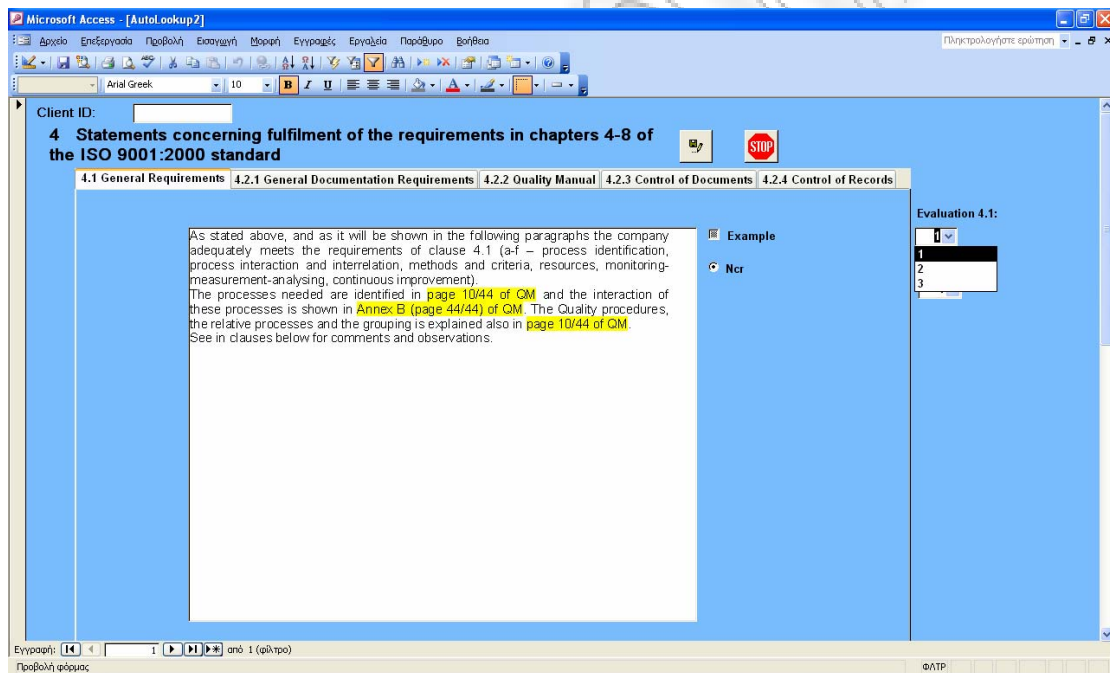 Microsoft Access - [AutoLookup2]
Αρχείο Επεξεργασία Προβολή Εισαγωγή Μορφή Εγγραφές Εργαλεία Παράθυρο Βοήθεια Πληκτρολογήστε ερώτηση
Arial Greek 10 B I U
Client ID:
4 Statements concerning fulfilment of the requirements in chapters 4-8 of
the ISO 9001:2000 standard
STOP
4.1 General Requirements 4.2.1 General Documentation Requirements 4.2.2 Quality Manual 4.2.3 Control of Documents 4.2.4 Control of Records
Evaluation 4.1:
1
1
2
3
As stated above, and as it will be shown in the following paragraphs the company
adequately meets the requirements of clause 4.1 (a-f – process identification,
process interaction and interrelation, methods and criteria, resources, monitoring-
measurement-analysing, continuous improvement).
The processes needed are identified in page 10/44 of QM and the interaction of
these processes is shown in Annex B (page 44/44) of QM. The Quality procedures,
the relative processes and the grouping is explained also in page 10/44 of QM.
See in clauses below for comments and observations.
Example
Ncr
Εγγραφή: 1 από 1 (φίλτρο)
Προβολή φόρμας ΦΛΤΡ